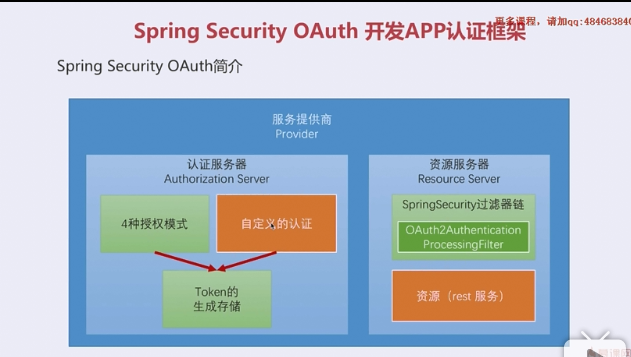 更多课程，请加qq:48468384
Spring Security OAuth 开发APP认证框架
Spring Security OAuth简介
服务提供商
Provider
认证服务器
Authorization Server
4种授权模式
自定义的认证
Token的
生成存储
资源服务器
Resource Server
SpringSecurity过滤器链
OAuth2Authentication
ProcessingFilter
资源（rest 服务）